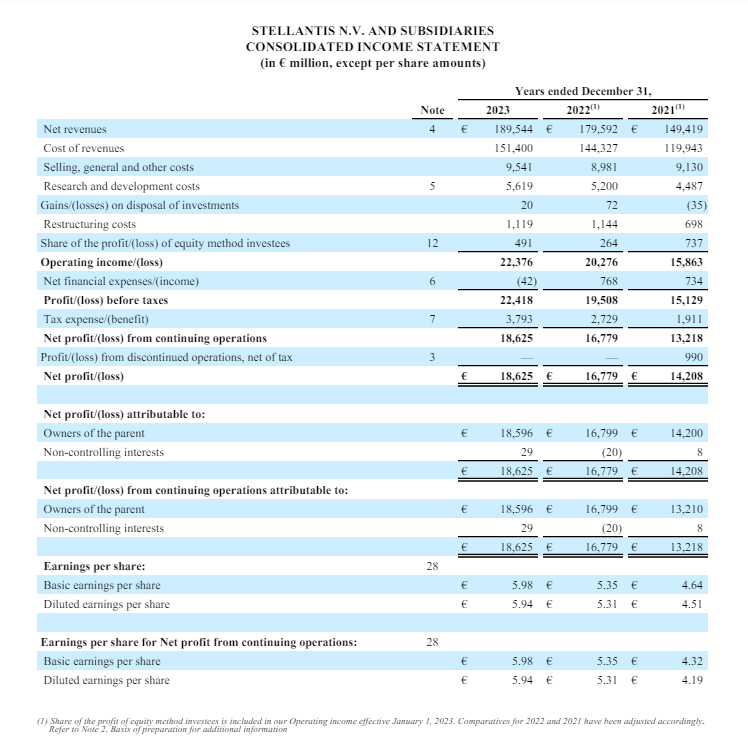 STELLANTIS N.V. AND SUBSIDIARIES
CONSOLIDATED INCOME STATEMENT
(in € million, except per share amounts)
Years ended December 31,
Note 2023 2022(1) 2021(1)
Net revenues 4 € 189,544 € 179,592 € 149,419
Cost of revenues 151,400 144,327 119,943
Selling, general and other costs 9,541 8,981 9,130
Research and development costs 5 5,619 5,200 4,487
Gains/(losses) on disposal of investments 20 72 (35)
Restructuring costs 1,119 1,144 698
Share of the profit/(loss) of equity method investees 12 491 264 737
Operating income/(loss) 22,376 20,276 15,863
Net financial expenses/(income) 6 (42) 768 734
Profit/(loss) before taxes 22,418 19,508 15,129
Tax expense/(benefit) 7 3,793 2,729 1,911
Net profit/(loss) from continuing operations 18,625 16,779 13,218
Profit/(loss) from discontinued operations, net of tax 3 — — 990
Net profit/(loss) € 18,625 € 16,779 € 14,208
Net profit/(loss) attributable to:
Owners of the parent € 18,596 € 16,799 € 14,200
Non-controlling interests 29 (20) 8
€ 18,625 € 16,779 € 14,208
Net profit/(loss) from continuing operations attributable to:
Owners of the parent € 18,596 € 16,799 € 13,210
Non-controlling interests 29 (20) 8
€ 18,625 € 16,779 € 13,218
Earnings per share: 28
Basic earnings per share € 5.98 € 5.35 € 4.64
Diluted earnings per share € 5.94 € 5.31 € 4.51
Earnings per share for Net profit from continuing operations: 28
Basic earnings per share € 5.98 € 5.35 € 4.32
Diluted earnings per share € 5.94 € 5.31 € 4.19
(1) Share of the profit of equity method investees is included in our Operating income effective January 1, 2023. Comparatives for 2022 and 2021 have been adjusted accordingly.
Refer to Note 2, Basis of preparation for additional information